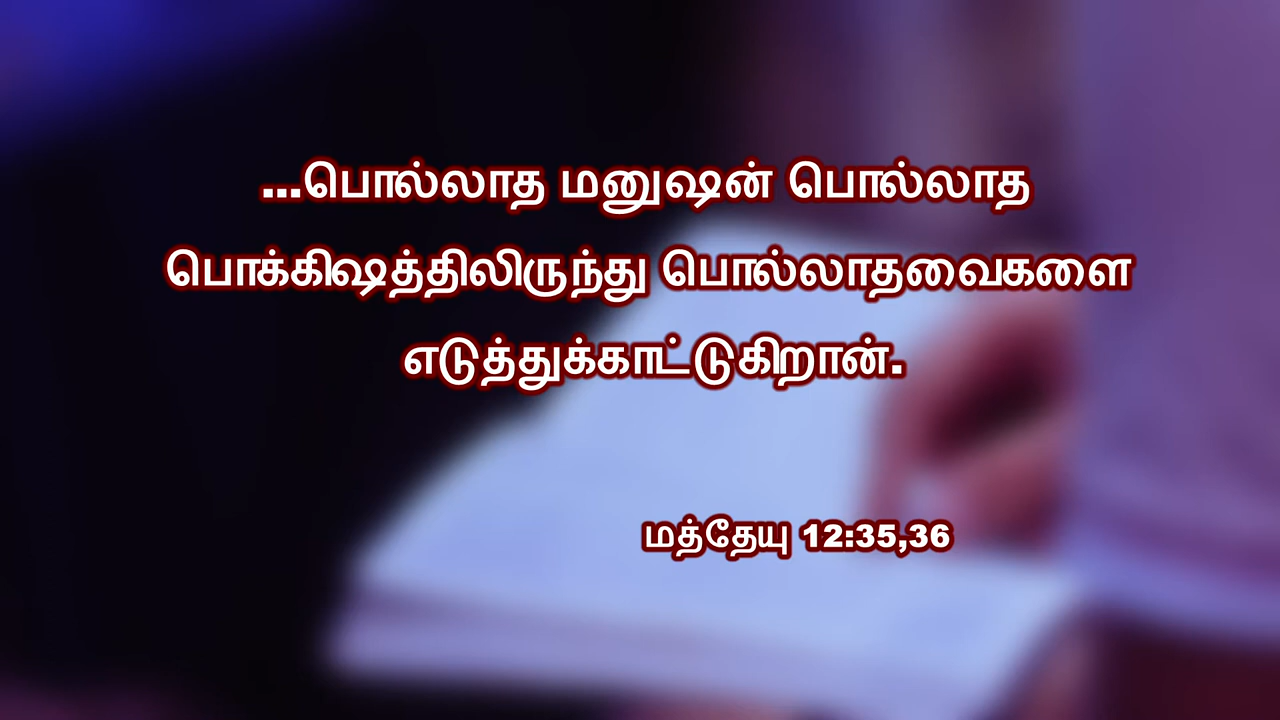 ...பொல்லாத மனுஷன் பொல்லாத
பொக்கிஷத்திலிருந்து பொல்லாதவைகளை
எடுத்துக்காட்டுகிறான்.
மத்தேயு 12:35,36